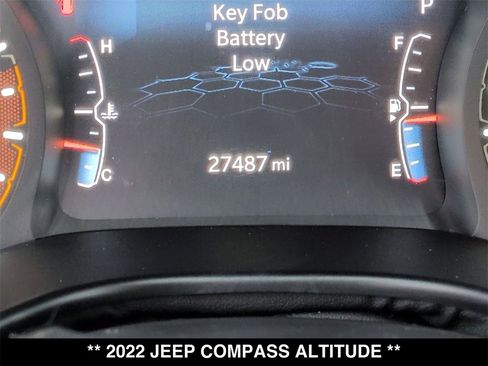 P
Key Fob
Battery
Low
H
F
C
27487 mi
E
** 2022 JEEP COMPASS ALTITUDE **